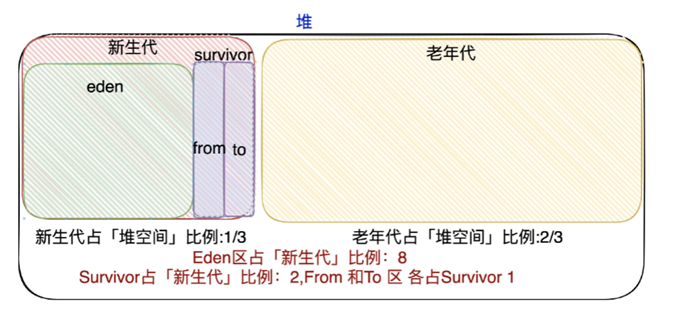 堆
新生代
survivor
老年代
eden
from
to
新生代占「堆空间」比例:1/3
老年代占「堆空间」比例:2/3
Eden区占「新生代」比例：8
Survivor占「新生代」比例：2,From 和To 区 各占Survivor 1